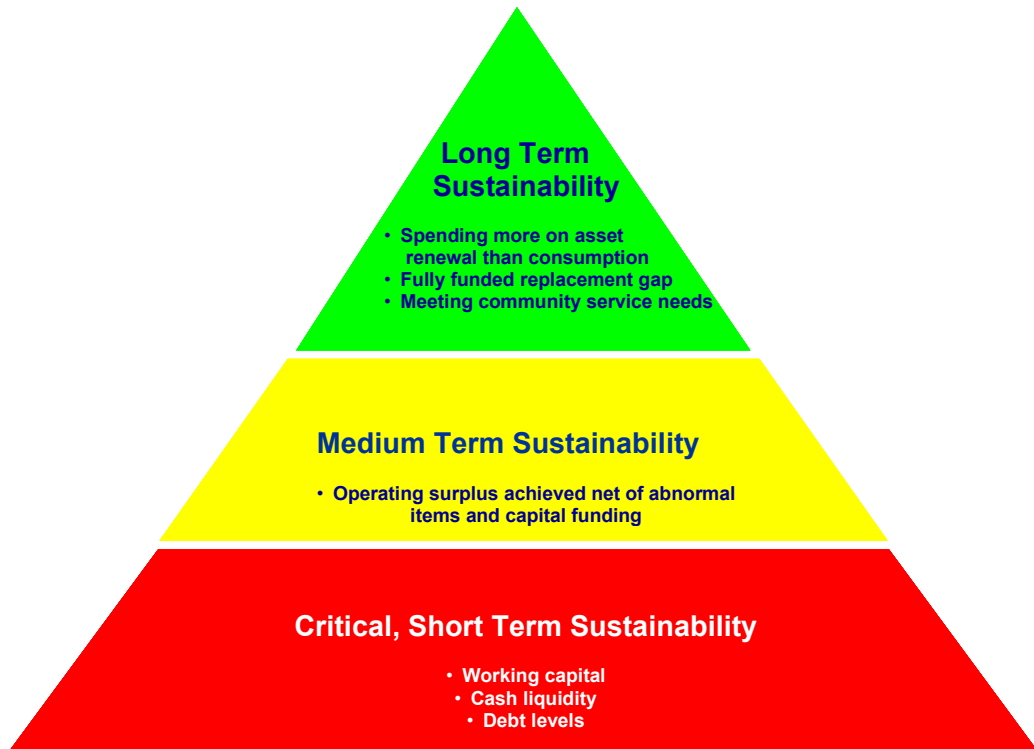 Long Term
Sustainability
• Spending more on asset
renewal than consumption
• Fully funded replacement gap
• Meeting community service needs
Medium Term Sustainability
• Operating surplus achieved net of abnormal
items and capital funding
Critical, Short Term Sustainability
• Working capital
• Cash liquidity
• Debt levels